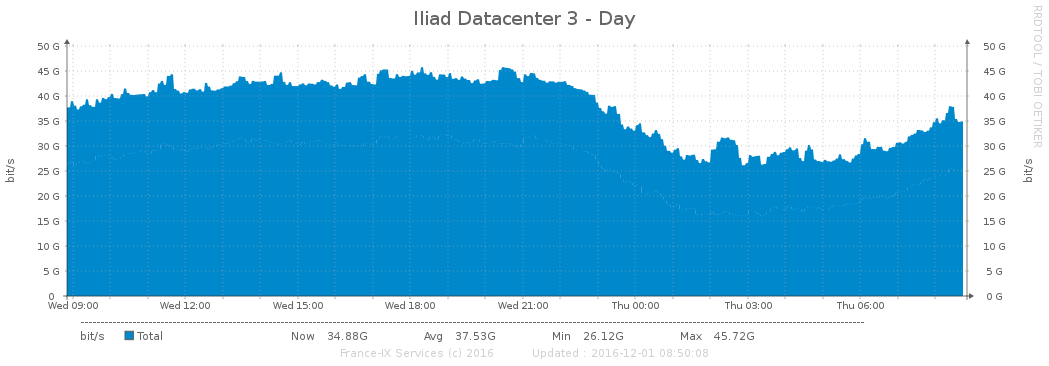 Iliad Datacenter 3 - Day
RRDTOOL / TOBI OETIKER
50 G 50 G
45 G 45 G
40 G 40 G
35 G 35 G
30 G 30 G
25 G 25 G
20 G 20 G
15 G 15 G
10 G 10 G
5 G 5 G
0 0 G
bit/s bit/s
Wed 09:00 Wed 12:00 Wed 15:00 Wed 18:00 Wed 21:00 Thu 00:00 Thu 03:00 Thu 06:00
bit/s Total Now 34.88G Avg 37.53G Min 26.12G Max 45.72G
France-IX Services (c) 2016 Updated : 2016-12-01 08:50:08